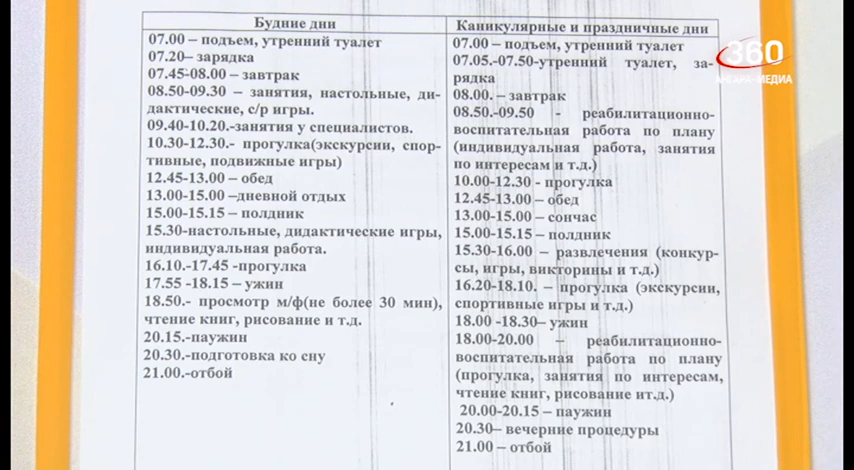 Будние дни
07.00 – подъем, утренний туалет
07.20– зарядка
07.45-08.00 – завтрак
08.50-09.30 – занятия, настольные, ди-
дактические, с/р игры.
09.40-10.20.-занятия у специалистов.
10.30-12.30.- прогулка(экскурсии, спор-
тивные, подвижные игры)
12.45-13.00 – обед
13.00-15.00 –дневной отдых
15.00-15.15 – полдник
15.30-настольные, дидактические игры,
индивидуальная работа.
16.10.-17.45 -прогулка
17.55 -18.15 – ужин
18.50.- просмотр м/ф(не более 30 мин),
чтение книг, рисование и т.д.
20.15.-паужин
20.30.-подготовка ко сну
21.00.-отбой
Каникулярные и праздничные дни
07.00 – подъем, утренний туалет
07.05.-07.50-утренний туалет, за-
рядка
08.00. – завтрак
08.50.-09.50 - реабилитационно-
воспитательная работа по плану
(индивидуальная работа, занятия
по интересам и т.д.)
10.00-12.30 - прогулка
12.45-13.00 – обед
13.00-15.00 – сончас
15.00-15.15 – полдник
15.30-16.00 – развлечения (конкур-
сы, игры, викторины и т.д.)
16.20-18.10. – прогулка (экскурсии,
спортивные игры и т.д.)
18.00 -18.30– ужин
18.00-20.00 – реабилитационно-
воспитательная работа по плану
(прогулка, занятия по интересам,
чтение книг, рисование ит.д.)
20.00-20.15 – паужин
20.30– вечерние процедуры
21.00 – отбой
360
АНГАРА-МЕДИА